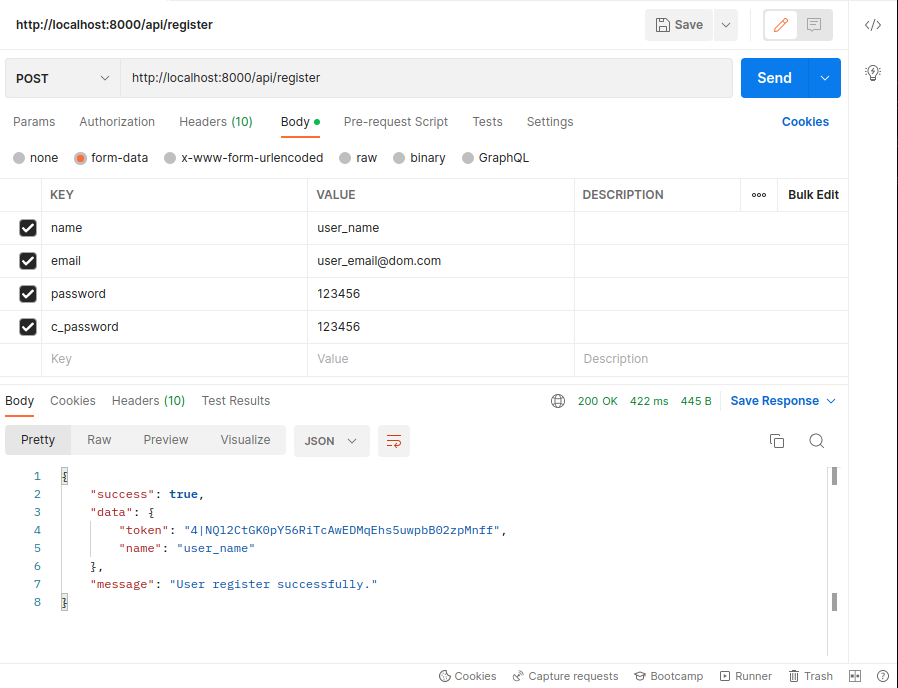 http://localhost:8000/api/register Save
POST http://localhost:8000/api/register Send
Params Authorization Headers (10) Body Pre-request Script Tests Settings Cookies
none form-data x-www-form-urlencoded raw binary GraphQL
KEY VALUE DESCRIPTION ooo Bulk Edit
name user_name
email user_email@dom.com
password 123456
c_password 123456
Key Value Description
Body Cookies Headers (10) Test Results 200 OK 422 ms 445 B Save Response
Pretty Raw Preview Visualize JSON
1 {
2 "success": true,
3 "data": {
4 "token": "4|NQl2CtGK0pY56RiTcAwEDMqEhs5uwpbB02zpMnff",
5 "name": "user_name"
6 },
7 "message": "User register successfully."
8 }
Cookies Capture requests Bootcamp Runner Trash